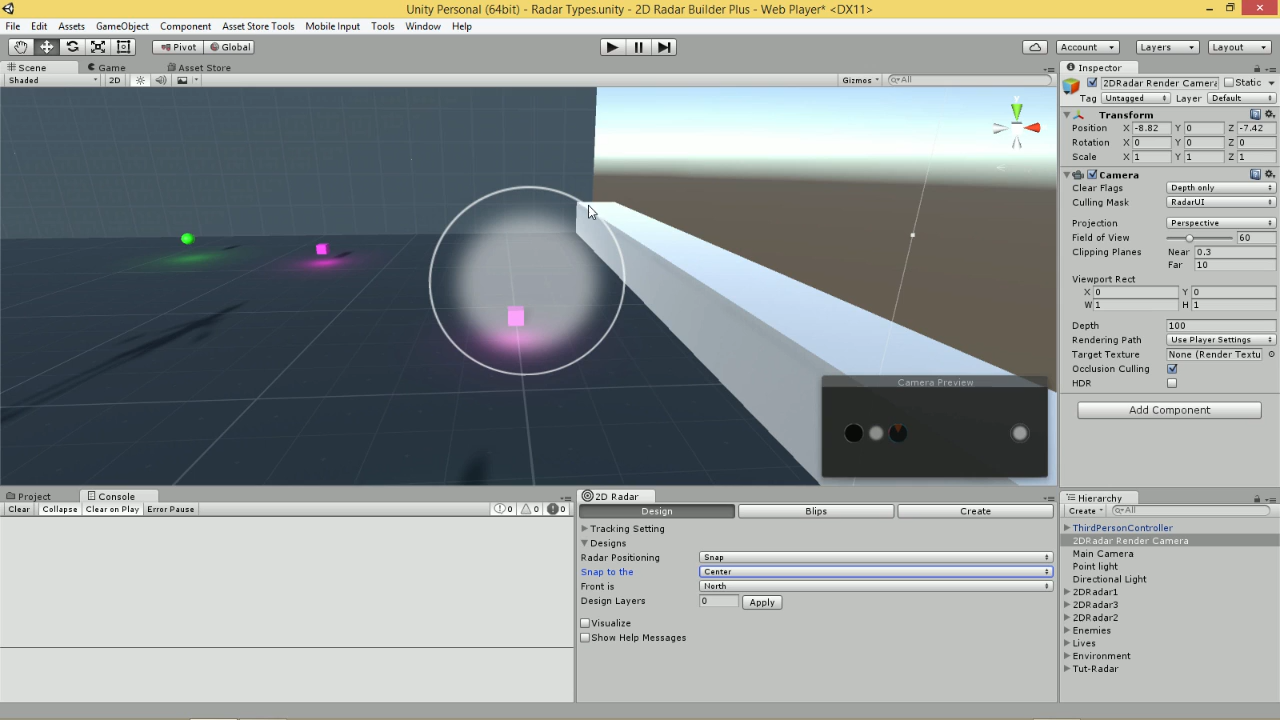 Unity Personal (64bit) - Radar Types.unity - 2D Radar Builder Plus - Web Player* <DX11>
File Edit Assets GameObject Component Asset Store Tools Mobile Input Tools Window Help
Pivot Global Account Layers Layout
Scene Game Asset Store
Shaded 2D Gizmos All
y
Camera Preview
Inspector
2DRadar Render Camera Static
Tag Untagged Layer Default
Transform
Position X -8.82 Y 0 Z -7.42
Rotation X 0 Y 0 Z 0
Scale X 1 Y 1 Z 1
Camera
Clear Flags Depth only
Culling Mask RadarUI
Projection Perspective
Field of View 60
Clipping Planes Near 0.3
Far 10
Viewport Rect
X 0 Y 0
W 1 H 1
Depth 100
Rendering Path Use Player Settings
Target Texture None (Render Textu
Occlusion Culling
HDR
Add Component
Project Console
Clear Collapse Clear on Play Error Pause 0 0 0
2D Radar
Design Blips Create
Tracking Setting
Designs
Radar Positioning Snap
Snap to the Center
Front is North
Design Layers 0 Apply
Visualize
Show Help Messages
Hierarchy
Create All
ThirdPersonController
2DRadar Render Camera
Main Camera
Point light
Directional Light
2DRadar1
2DRadar3
2DRadar2
Enemies
Lives
Environment
Tut-Radar